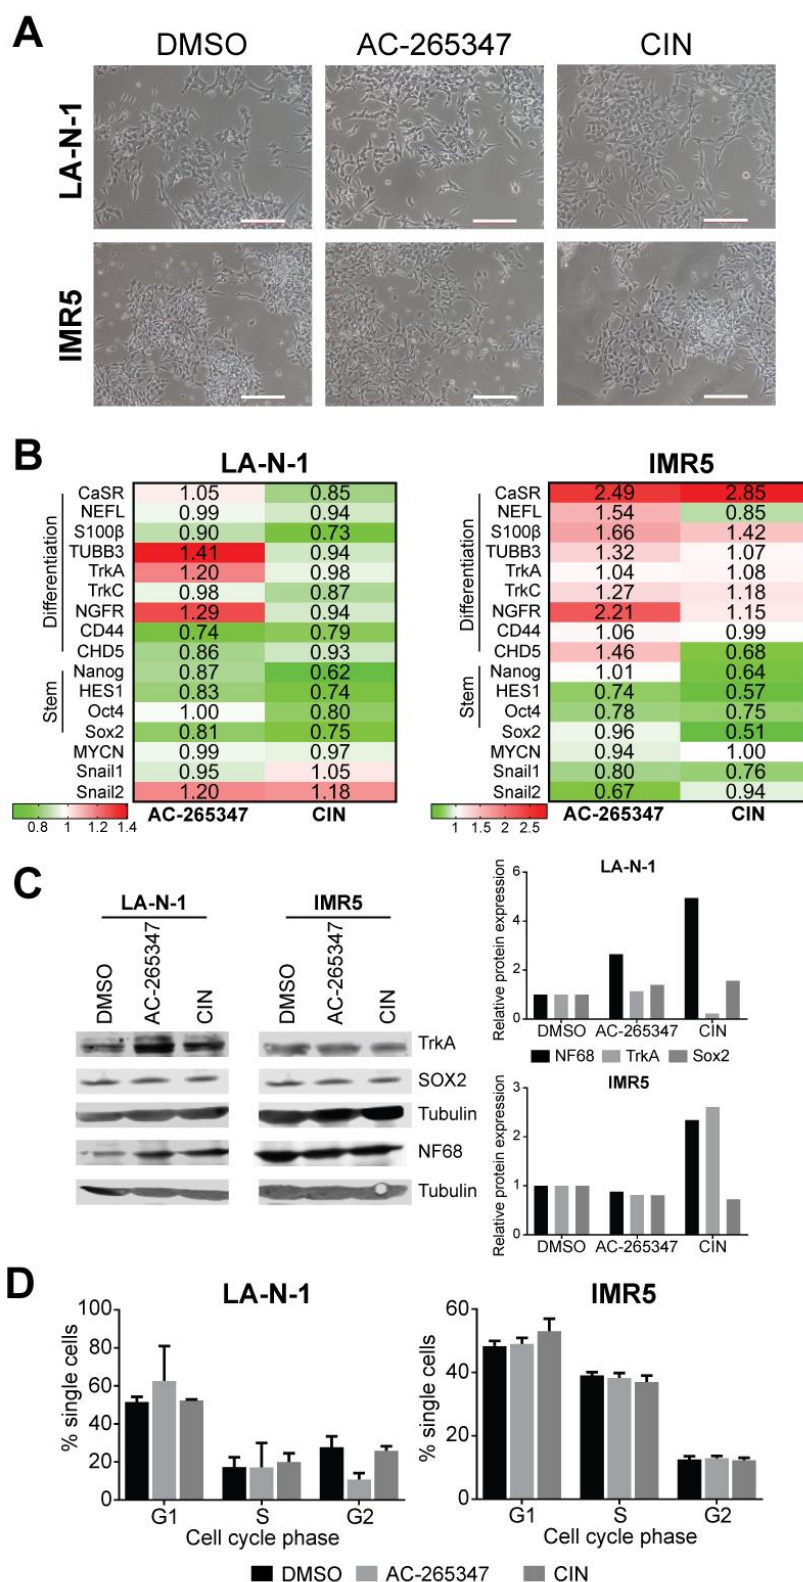 A
DMSO AC-265347 CIN
LA-N-1
IMR5
B
LA-N-1
Differentiation
Stem
CaSR 1.05 0.85
NEFL 0.99 0.94
S100β 0.90 0.73
TUBB3 1.41 0.94
TrkA 1.20 0.98
TrkC 0.98 0.87
NGFR 1.29 0.94
CD44 0.74 0.79
CHD5 0.86 0.93
Nanog 0.87 0.62
HES1 0.83 0.74
Oct4 1.00 0.80
Sox2 0.81 0.75
MYCN 0.99 0.97
Snail1 0.95 1.05
Snail2 1.20 1.18
0.8 1 1.2 1.4
AC-265347 CIN
IMR5
Differentiation
Stem
CaSR 2.49 2.85
NEFL 1.54 0.85
S100β 1.66 1.42
TUBB3 1.32 1.07
TrkA 1.04 1.08
TrkC 1.27 1.18
NGFR 2.21 1.15
CD44 1.06 0.99
CHD5 1.46 0.68
Nanog 1.01 0.64
HES1 0.74 0.57
Oct4 0.78 0.75
Sox2 0.96 0.51
MYCN 0.94 1.00
Snail1 0.80 0.76
Snail2 0.67 0.94
1 1.5 2 2.5
AC-265347 CIN
C
LA-N-1 IMR5
DMSO AC-265347 CIN DMSO AC-265347 CIN
TrkA
SOX2
Tubulin
NF68
Tubulin
LA-N-1
Relative protein expression
6
4
2
0
DMSO AC-265347 CIN
NF68 TrkA Sox2
IMR5
Relative protein expression
3
2
1
0
DMSO AC-265347 CIN
D
LA-N-1
% single cells
100
80
60
40
20
0
G1 S G2
Cell cycle phase
IMR5
% single cells
60
40
20
0
G1 S G2
Cell cycle phase
DMSO AC-265347 CIN